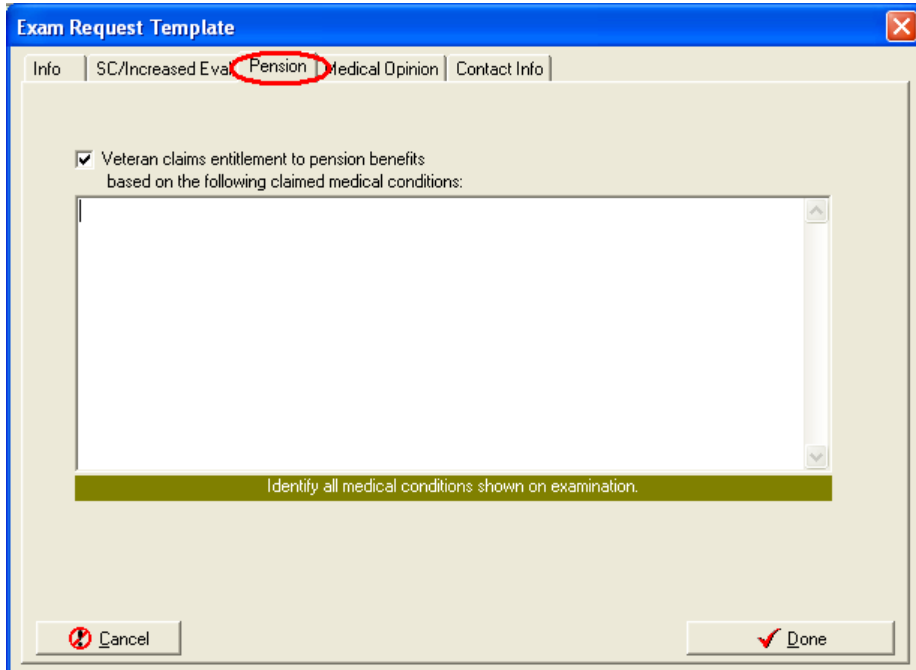 Exam Request Template
Info SC/Increased Eval Pension Medical Opinion Contact Info
Veteran claims entitlement to pension benefits
based on the following claimed medical conditions:
Identify all medical conditions shown on examination.
Cancel Done